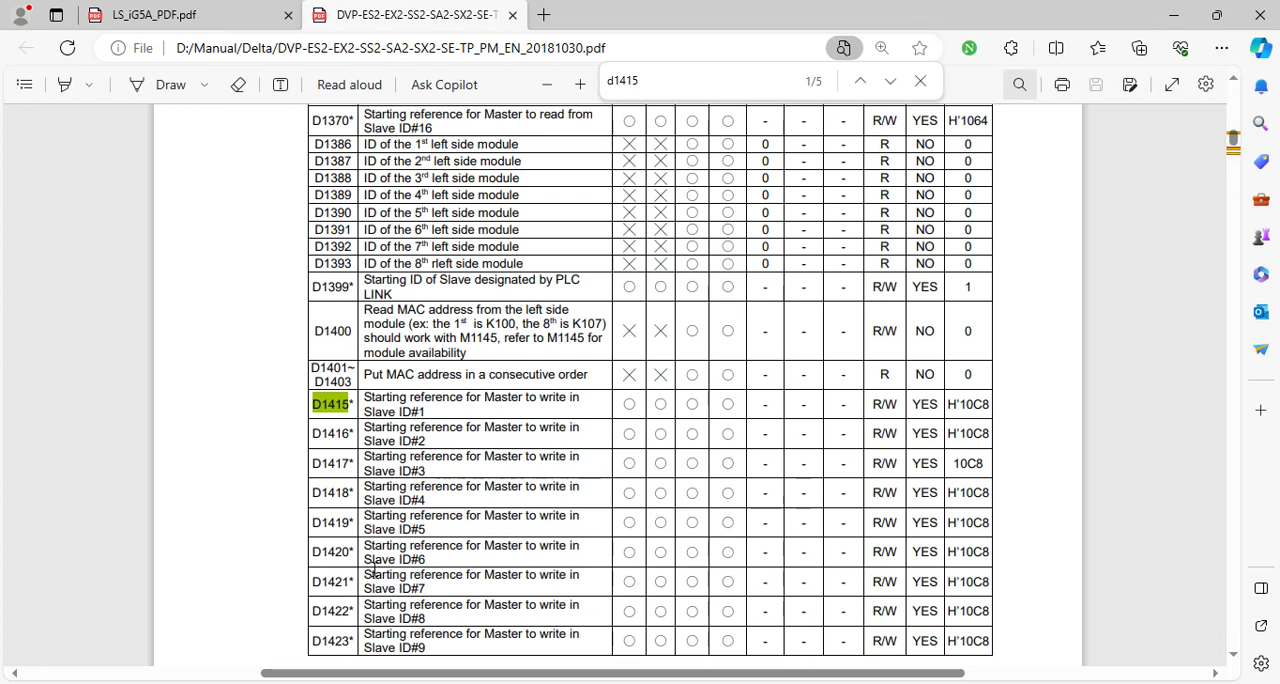 LS_iG5A_PDF.pdf
DVP-ES2-EX2-SS2-SA2-SX2-SE-T
File
D:/Manual/Delta/DVP-ES2-EX2-SS2-SA2-SX2-SE-TP_PM_EN_20181030.pdf
Draw
Read aloud
Ask Copilot
d1415
1/5
D1370* Starting reference for Master to read from Slave ID#16 ○ ○ ○ ○ - - - R/W YES H'1064
D1386 ID of the 1st left side module ╳ ╳ ○ ○ 0 - - R NO 0
D1387 ID of the 2nd left side module ╳ ╳ ○ ○ 0 - - R NO 0
D1388 ID of the 3rd left side module ╳ ╳ ○ ○ 0 - - R NO 0
D1389 ID of the 4th left side module ╳ ╳ ○ ○ 0 - - R NO 0
D1390 ID of the 5th left side module ╳ ╳ ○ ○ 0 - - R NO 0
D1391 ID of the 6th left side module ╳ ╳ ○ ○ 0 - - R NO 0
D1392 ID of the 7th left side module ╳ ╳ ○ ○ 0 - - R NO 0
D1393 ID of the 8th rleft side module ╳ ╳ ○ ○ 0 - - R NO 0
D1399* Starting ID of Slave designated by PLC LINK ○ ○ ○ ○ - - - R/W YES 1
D1400 Read MAC address from the left side module (ex: the 1st is K100, the 8th is K107) should work with M1145, refer to M1145 for module availability ╳ ╳ ○ ○ - - - R/W NO 0
D1401~ D1403 Put MAC address in a consecutive order ╳ ╳ ○ ○ - - - R NO 0
D1415* Starting reference for Master to write in Slave ID#1 ○ ○ ○ ○ - - - R/W YES H'10C8
D1416* Starting reference for Master to write in Slave ID#2 ○ ○ ○ ○ - - - R/W YES H'10C8
D1417* Starting reference for Master to write in Slave ID#3 ○ ○ ○ ○ - - - R/W YES 10C8
D1418* Starting reference for Master to write in Slave ID#4 ○ ○ ○ ○ - - - R/W YES H'10C8
D1419* Starting reference for Master to write in Slave ID#5 ○ ○ ○ ○ - - - R/W YES H'10C8
D1420* Starting reference for Master to write in Slave ID#6 ○ ○ ○ ○ - - - R/W YES H'10C8
D1421* Starting reference for Master to write in Slave ID#7 ○ ○ ○ ○ - - - R/W YES H'10C8
D1422* Starting reference for Master to write in Slave ID#8 ○ ○ ○ ○ - - - R/W YES H'10C8
D1423* Starting reference for Master to write in Slave ID#9 ○ ○ ○ ○ - - - R/W YES H'10C8